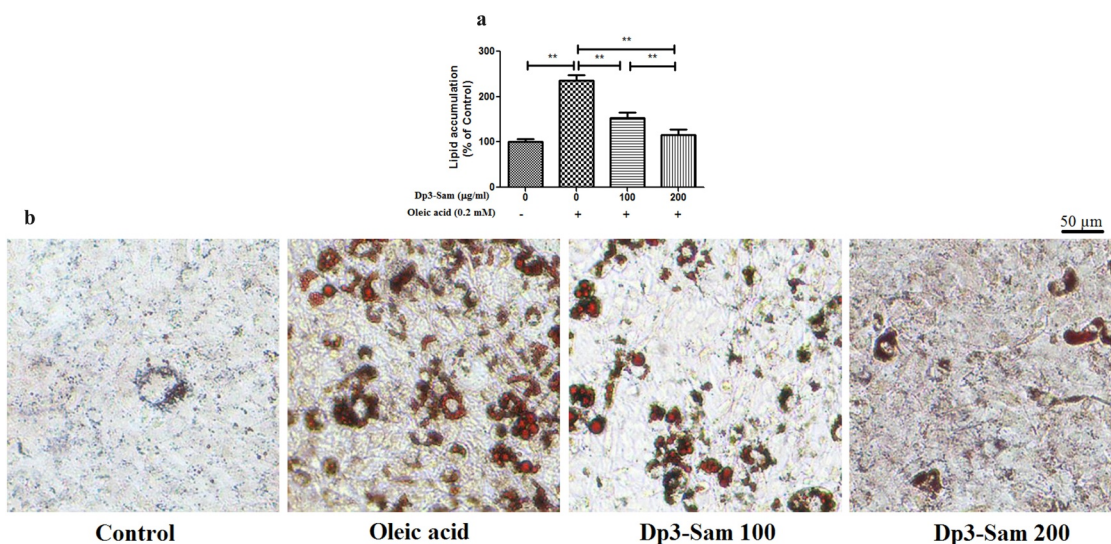 a
**
** ** **
300
200
100
0
Lipid accumulation
(% of Control)
Dp3-Sam (µg/ml) 0 0 100 200
Oleic acid (0.2 mM) - + + +
b
50 µm
Control Oleic acid Dp3-Sam 100 Dp3-Sam 200